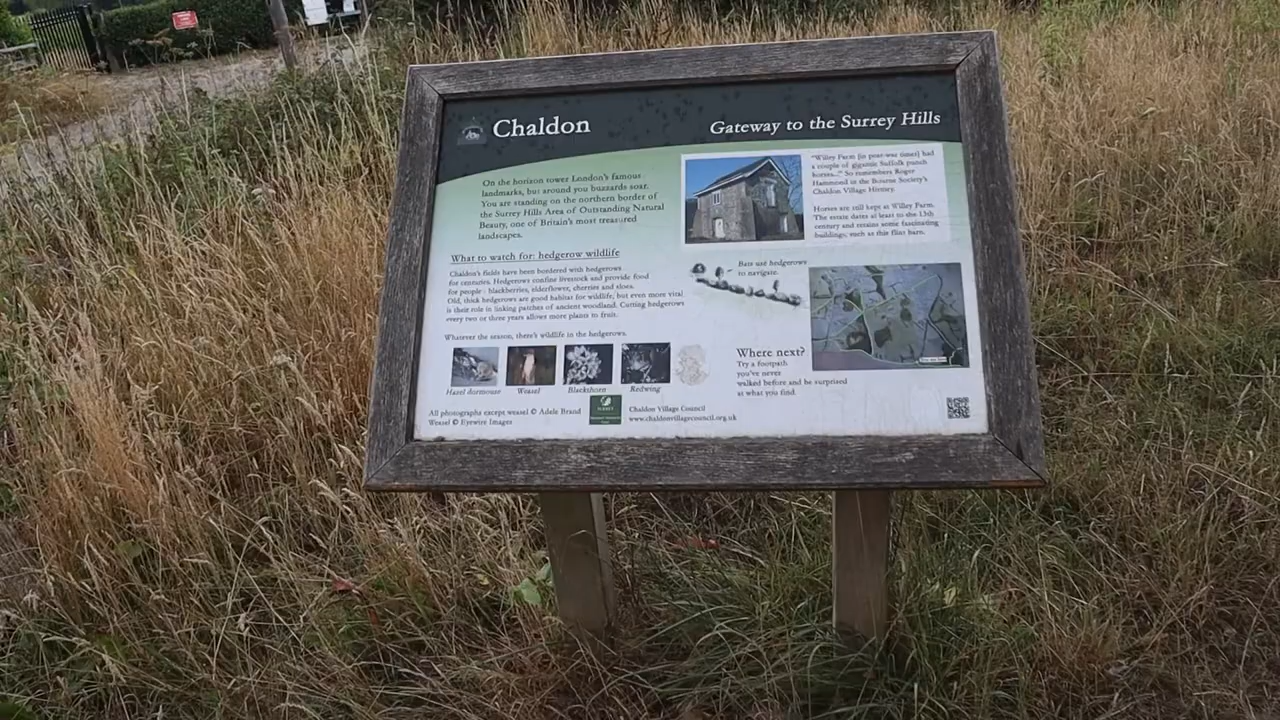 Chaldon
Gateway to the Surrey Hills
On the horizon tower London's famous
landmarks, but around you buzzards soar.
You are standing on the northern border of
the Surrey Hills Area of Outstanding Natural
Beauty, one of Britain's most treasured
landscapes.
"Willey Farm (in post-war times) had
a couple of gigantic Suffolk punch
horses..." So remembers Roger
Hammond in the Bourne Society's
Chaldon Village History.
Horses are still kept at Willey Farm.
The estate dates at least to the 13th
century and retains some fascinating
buildings, such as this flint barn.
What to watch for: hedgerow wildlife
Chaldon's fields have been bordered with hedgerows
for centuries. Hedgerows confine livestock and provide food
for people - blackberries, elderflower, cherries and sloes.
Old, thick hedgerows are good habitat for wildlife, but even more vital
is their role in linking patches of ancient woodland. Cutting hedgerows
every two or three years allows more plants to fruit.
Bats use hedgerows
to navigate.
Whatever the season, there's wildlife in the hedgerows.
Hazel dormouse
Weasel
Blackthorn
Redwing
Where next?
Try a footpath
you've never
walked before and be surprised
at what you find.
All photographs except weasel © Adele Brand
Weasel © Eyewire Images
SURREY
Chaldon Village Council
www.chaldonvillagecouncil.org.uk